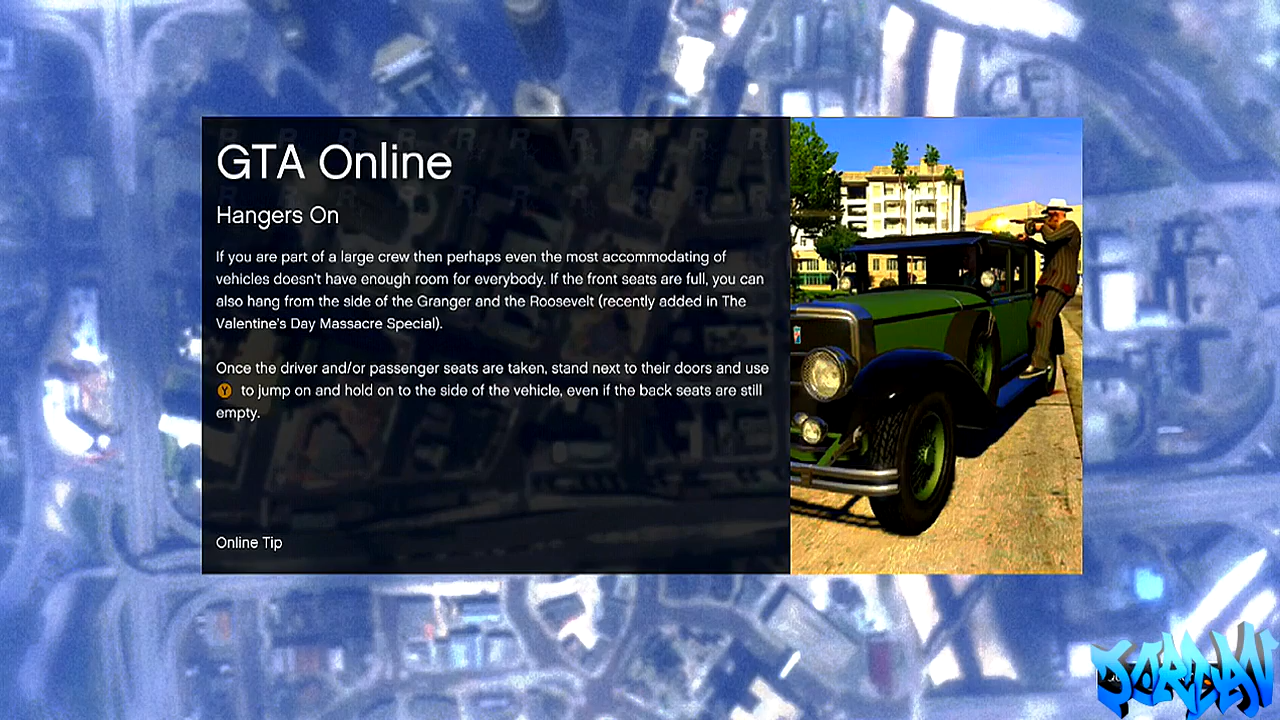 GTA Online
Hangers On
If you are part of a large crew then perhaps even the most accommodating of
vehicles doesn't have enough room for everybody. If the front seats are full, you can
also hang from the side of the Granger and the Roosevelt (recently added in The
Valentine's Day Massacre Special).
Once the driver and/or passenger seats are taken, stand next to their doors and use
Y to jump on and hold on to the side of the vehicle, even if the back seats are still
empty.
Online Tip
JORDAN